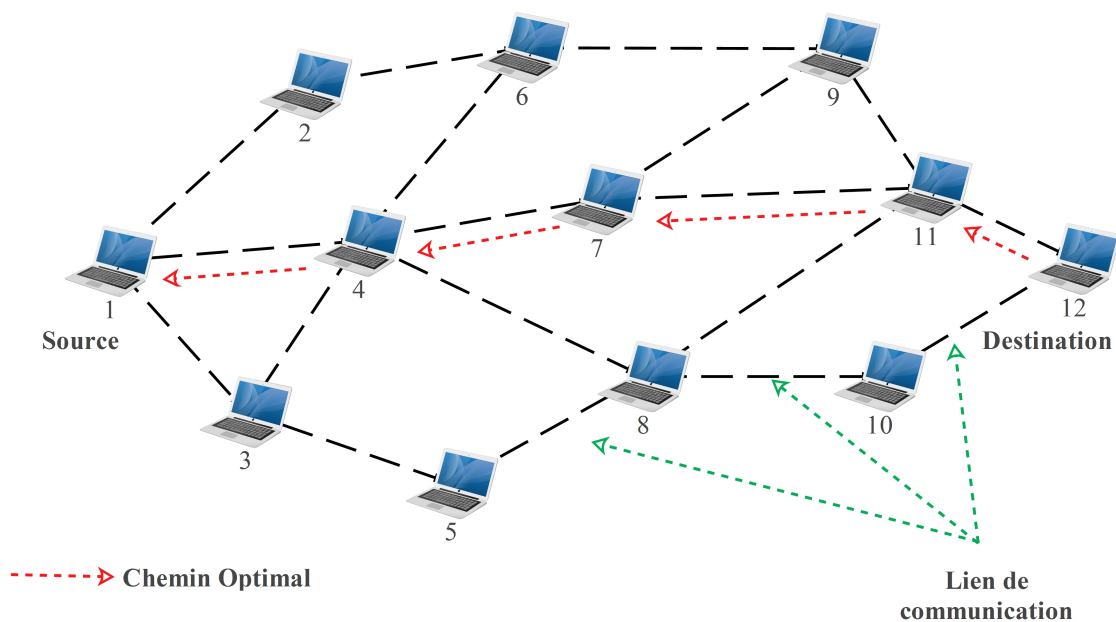 6
9
2
7
11
4
1
12
Source
Destination
8
10
3
5
Chemin Optimal
Lien de
communication